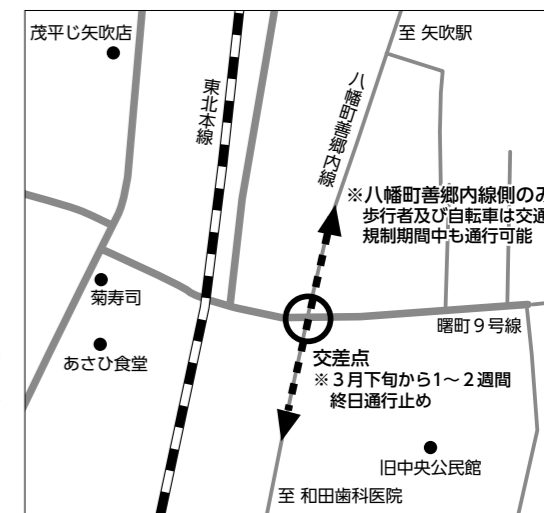 茂平じ矢吹店
至 矢吹駅
東北本線
八幡町善郷内線
※八幡町善郷内線側のみ
歩行者及び自転車は交通
規制期間中も通行可能
菊寿司
曙町９号線
あさひ食堂
交差点
※３月下旬から1～２週間
終日通行止め
旧中央公民館
至 和田歯科医院